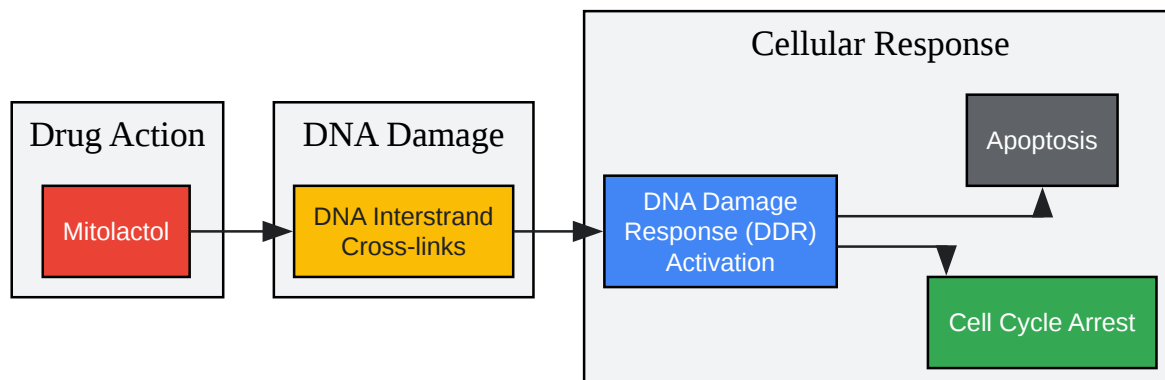 Drug Action
Mitolactol
DNA Damage
DNA Interstrand
Cross-links
Cellular Response
DNA Damage
Response (DDR)
Activation
Apoptosis
Cell Cycle Arrest